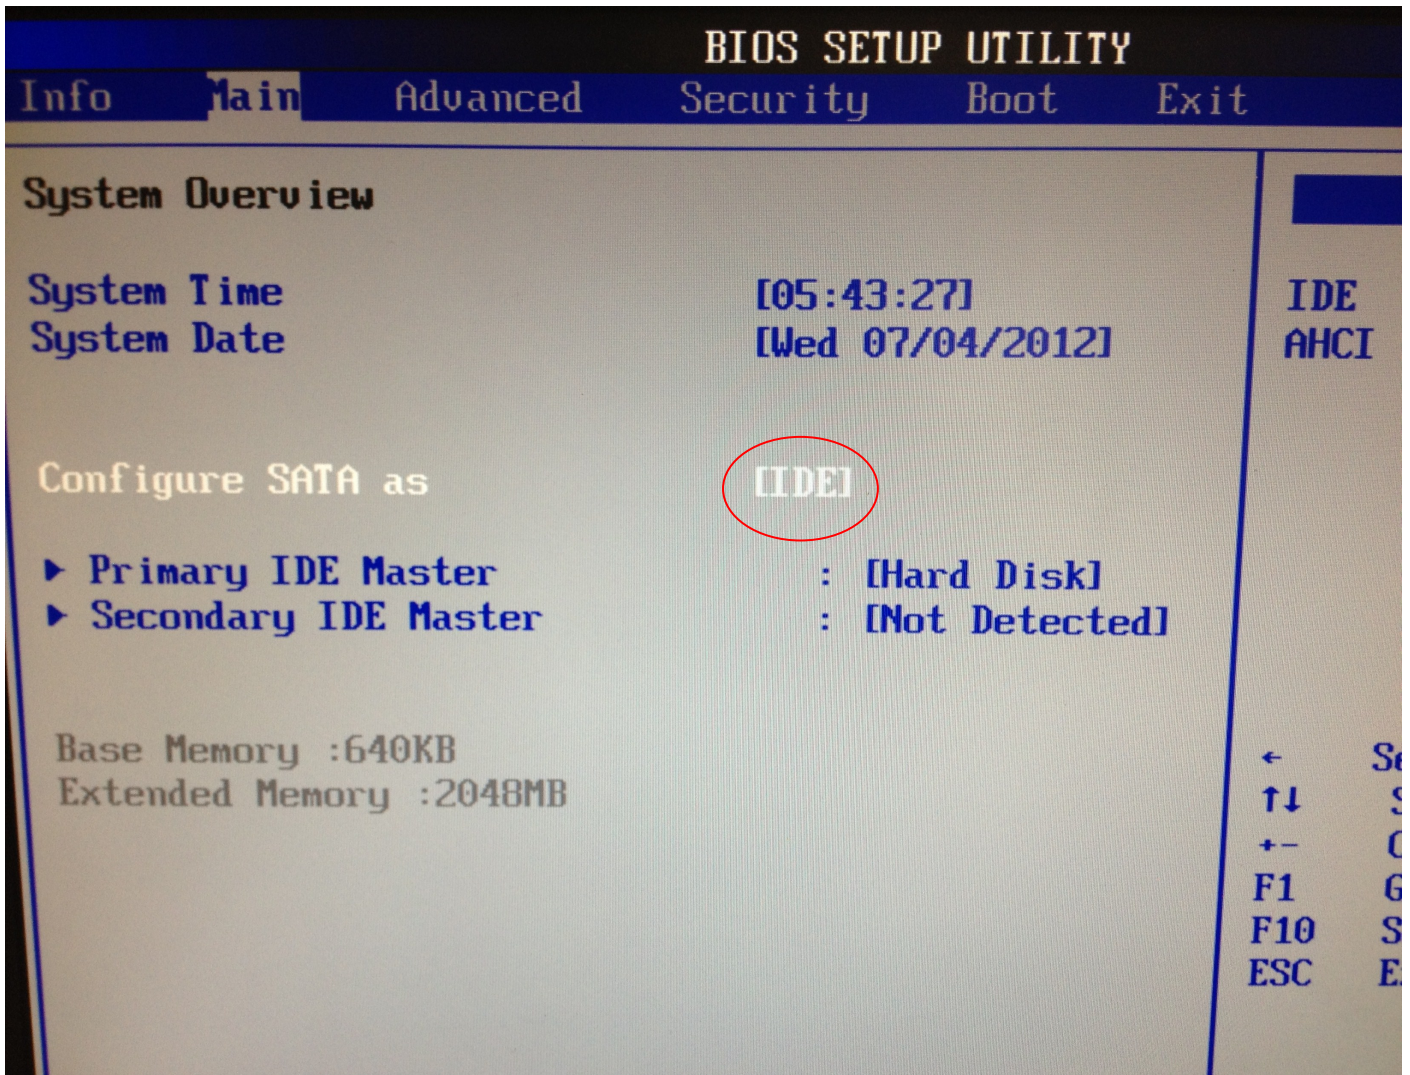 BIOS SETUP UTILITY
Info Main Advanced Security Boot Exit
System Overview
System Time [05:43:27]
System Date [Wed 07/04/2012]
Configure SATA as [IDE]
Primary IDE Master : [Hard Disk]
Secondary IDE Master : [Not Detected]
Base Memory :640KB
Extended Memory :2048MB
IDE
AHCI
←
↑↓
+-
F1
F10
ESC